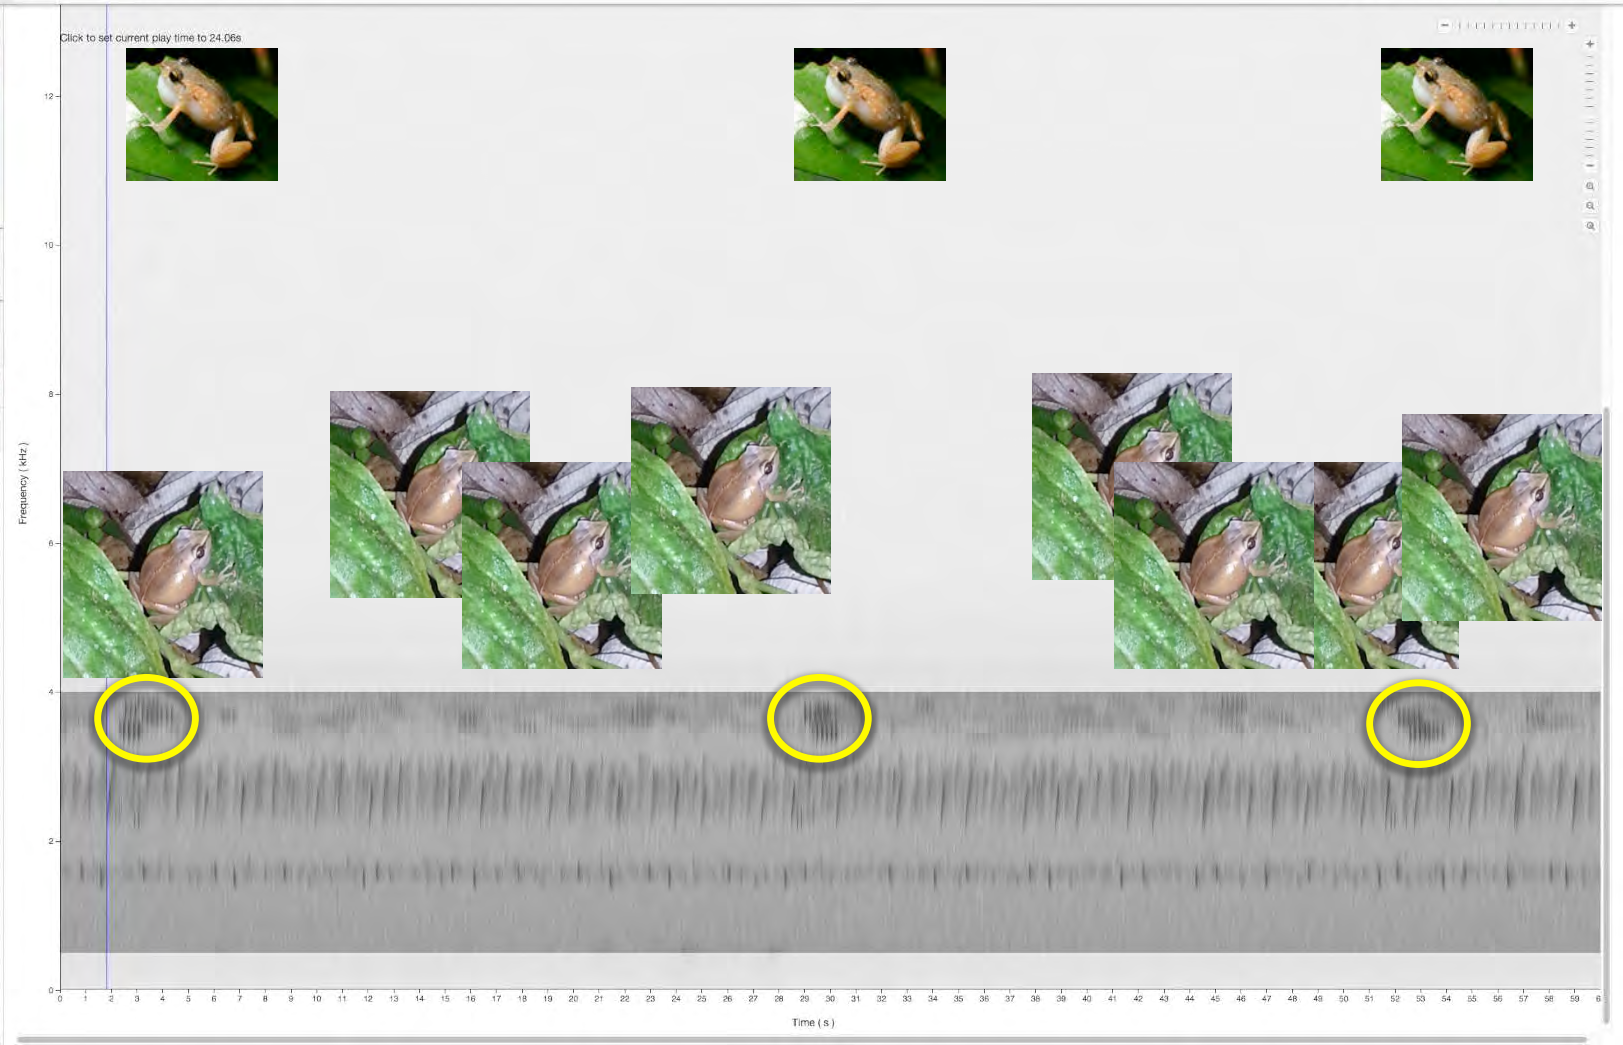 Click to set current play time to 24.06s
12
10
8
6
4
2
0
Frequency ( kHz )
0 1 2 3 4 5 6 7 8 9 10 11 12 13 14 15 16 17 18 19 20 21 22 23 24 25 26 27 28 29 30 31 32 33 34 35 36 37 38 39 40 41 42 43 44 45 46 47 48 49 50 51 52 53 54 55 56 57 58 59 6
Time ( s )